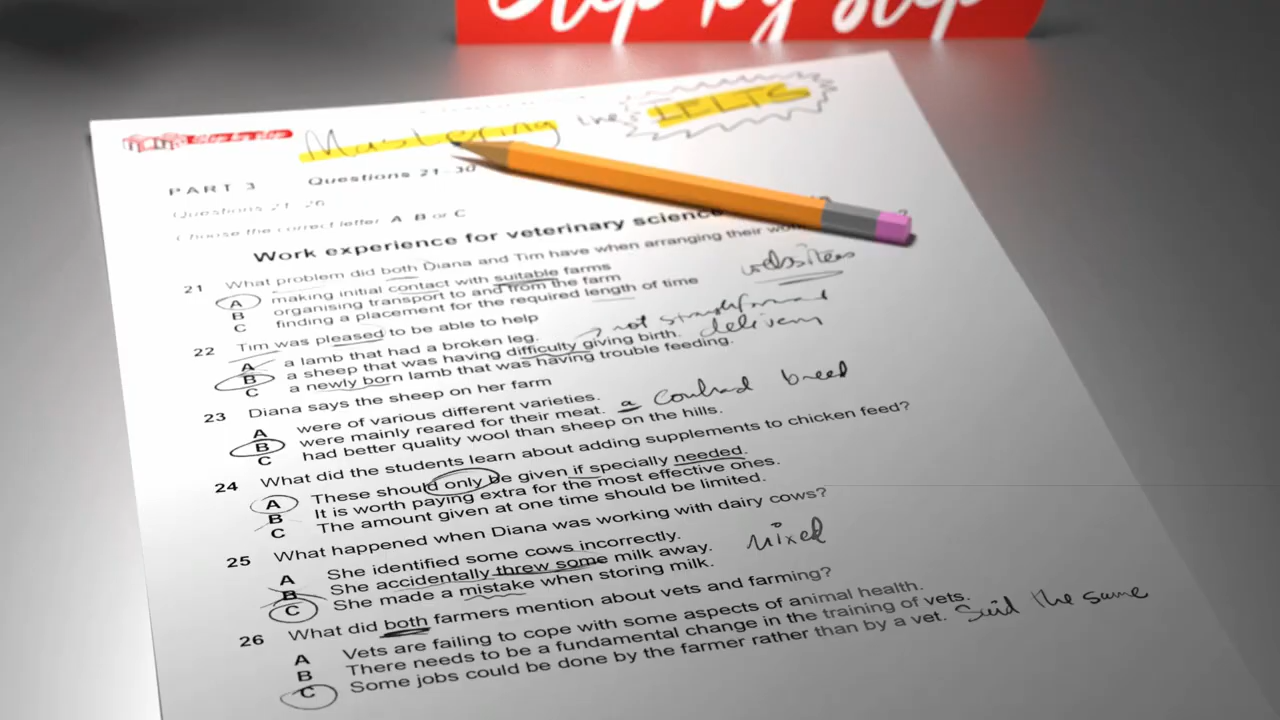 Step by Step
Step by Step
Mastering the IELTS
PART 3 Questions 21-30
Questions 21-26
Choose the correct letter A B or C
Work experience for veterinary science
21 What problem did both Diana and Tim have when arranging their
A making initial contact with suitable farms
B organising transport to and from the farm
C finding a placement for the required length of time
websites
22 Tim was pleased to be able to help
A a lamb that had a broken leg.
B a sheep that was having difficulty giving birth.
C a newly born lamb that was having trouble feeding.
not straightforward
delivery
23 Diana says the sheep on her farm
A were of various different varieties.
B were mainly reared for their meat.
C had better quality wool than sheep on the hills.
a breed
24 What did the students learn about adding supplements to chicken feed?
A These should only be given if specially needed.
B It is worth paying extra for the most effective ones.
C The amount given at one time should be limited.
25 What happened when Diana was working with dairy cows?
A She identified some cows incorrectly.
B She accidentally threw some milk away.
C She made a mistake when storing milk.
mixed
26 What did both farmers mention about vets and farming?
A Vets are failing to cope with some aspects of animal health.
B There needs to be a fundamental change in the training of vets.
C Some jobs could be done by the farmer rather than by a vet.
Said the same